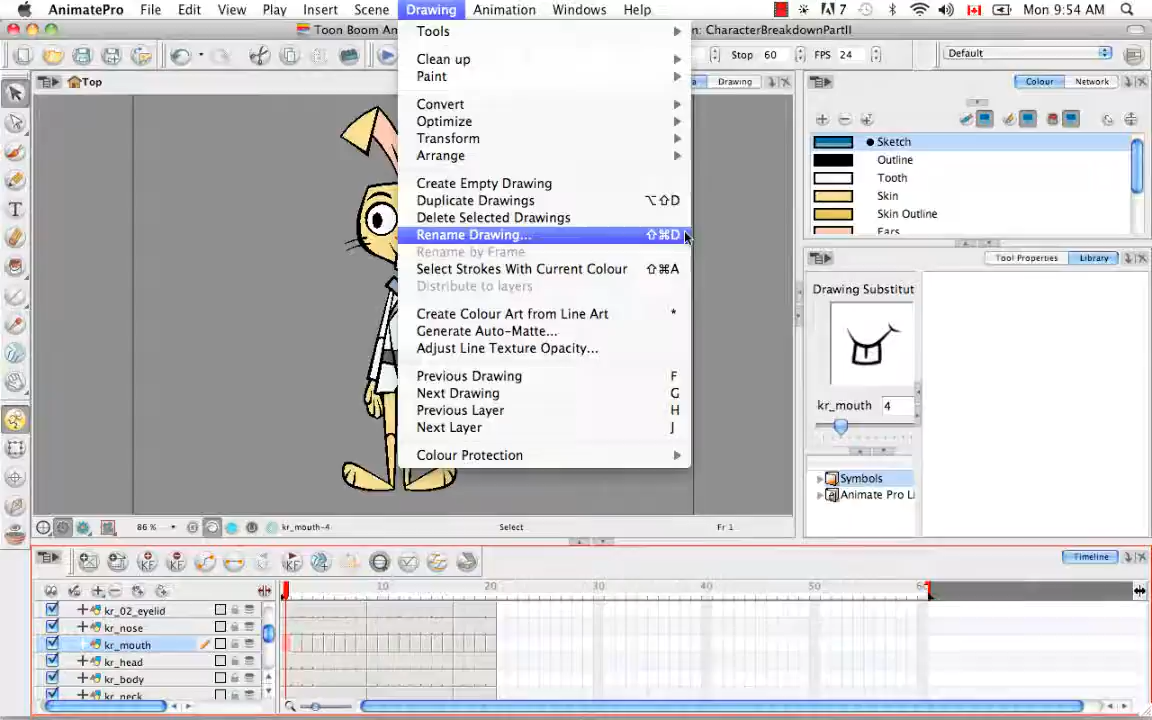 AnimatePro File Edit View Play Insert Scene Drawing Animation Windows Help 7 Mon 9:54 AM
Toon Boom An
n: CharacterBreakdownPartII
Stop 60 FPS 24 Default
Top
Drawing
Colour Network
Tools
Clean up
Paint
Convert
Optimize
Transform
Arrange
Create Empty Drawing
Duplicate Drawings ⌥⇧D
Delete Selected Drawings
Rename Drawing... ⇧⌘D
Rename by Frame
Select Strokes With Current Colour ⇧⌘A
Distribute to layers
Create Colour Art from Line Art *
Generate Auto-Matte...
Adjust Line Texture Opacity...
Previous Drawing F
Next Drawing G
Previous Layer H
Next Layer J
Colour Protection
Sketch
Outline
Tooth
Skin
Skin Outline
Ears
Tool Properties Library
Drawing Substitut
kr_mouth 4
Symbols
Animate Pro Li
86 % kr_mouth-4 Select Fr 1
Timeline
10 20 30 40 50 60
kr_02_eyelid
kr_nose
kr_mouth
kr_head
kr_body
kr_neck